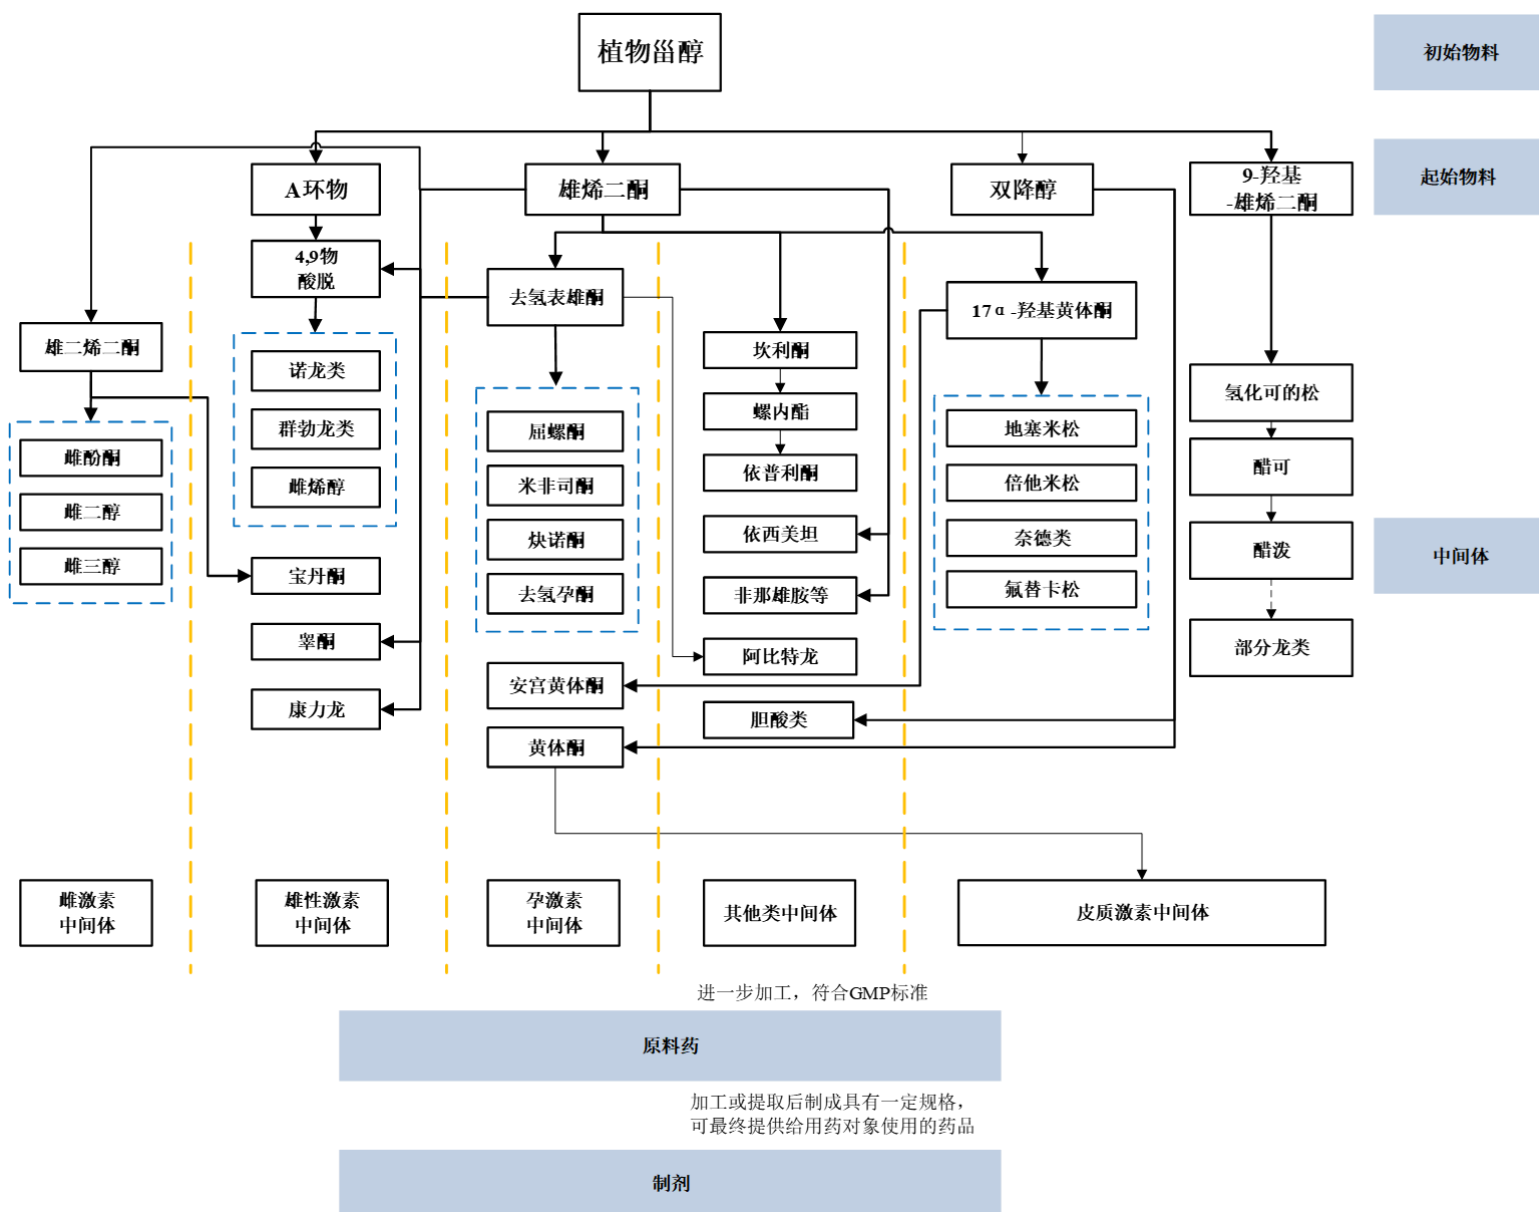 植物甾醇
初始物料
A环物
雄烯二酮
双降醇
9-羟基
-雄烯二酮
起始物料
4,9物
酸脱
去氢表雄酮
17α-羟基黄体酮
雄二烯二酮
坎利酮
诺龙类
氢化可的松
螺内酯
群勃龙类
屈螺酮
地塞米松
雌酚酮
醋可
依普利酮
雌烯醇
米非司酮
倍他米松
雌二醇
依西美坦
炔诺酮
奈德类
醋泼
中间体
雌三醇
宝丹酮
去氢孕酮
非那雄胺等
氟替卡松
睾酮
阿比特龙
部分龙类
安宫黄体酮
康力龙
胆酸类
黄体酮
雌激素
中间体
雄性激素
中间体
孕激素
中间体
其他类中间体
皮质激素中间体
进一步加工，符合GMP标准
原料药
加工或提取后制成具有一定规格，
可最终提供给用药对象使用的药品
制剂